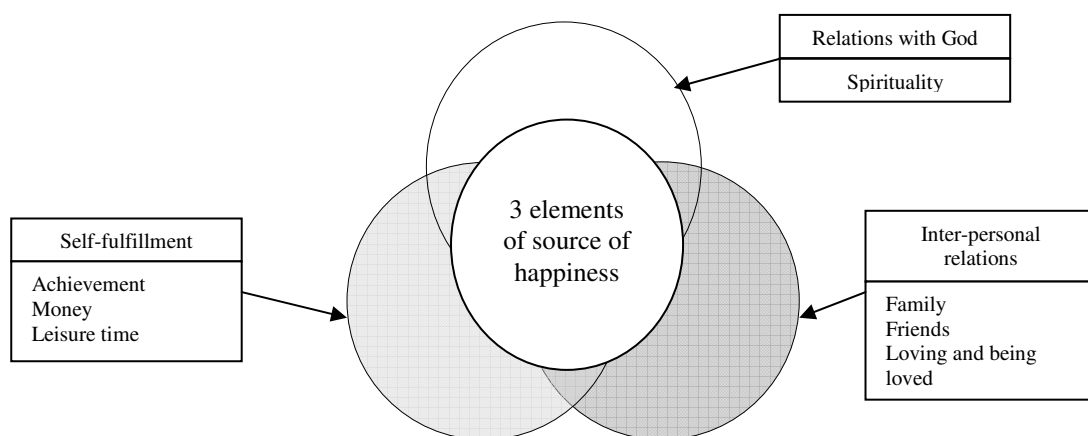 Relations with God
Spirituality
3 elements
of source of
happiness
Self-fulfillment
Achievement
Money
Leisure time
Inter-personal
relations
Family
Friends
Loving and being
loved